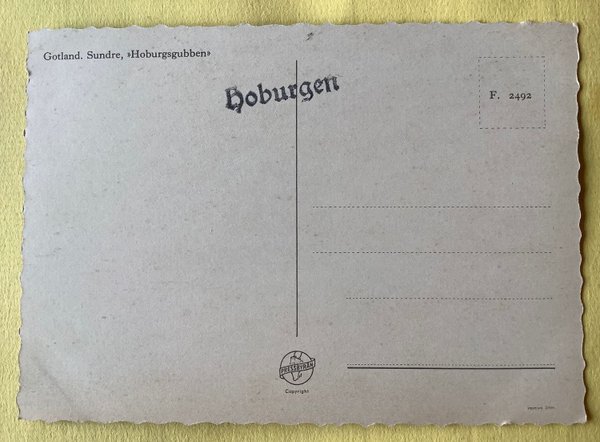 Gotland. Sundre, »Hoburgsgubben»
Hoburgen
F. 2492
PRESSBYRÅN
Copyright